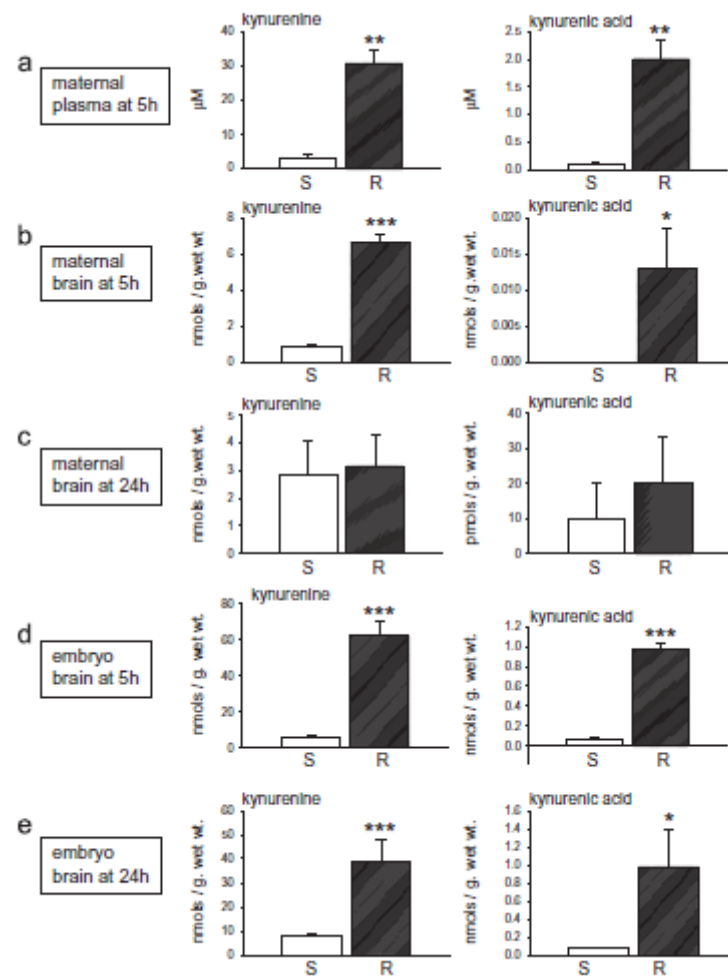 a
maternal
plasma at 5h
kynurenine
μM
40
30
20
10
0
**
S R
kynurenic acid
μM
2.5
2.0
1.5
1.0
0.5
0.0
**
S R
b
maternal
brain at 5h
kynurenine
nmols / g.wet wt.
8
6
4
2
0
***
S R
kynurenic acid
nmols / g.wet wt.
0.020
0.015
0.010
0.005
0.000
*
S R
c
maternal
brain at 24h
kynurenine
nmols / g.wet wt.
5
4
3
2
1
0
S R
kynurenic acid
pmols / g.wet wt.
40
30
20
10
0
S R
d
embryo
brain at 5h
kynurenine
nmols / g. wet wt.
80
60
40
20
0
***
S R
kynurenic acid
nmols / g. wet wt.
1.2
1.0
0.8
0.6
0.4
0.2
0.0
***
S R
e
embryo
brain at 24h
kynurenine
nmols / g. wet wt.
60
50
40
30
20
10
0
***
S R
kynurenic acid
nmols / g. wet wt.
1.6
1.4
1.2
1.0
0.8
0.6
0.4
0.2
0.0
*
S R